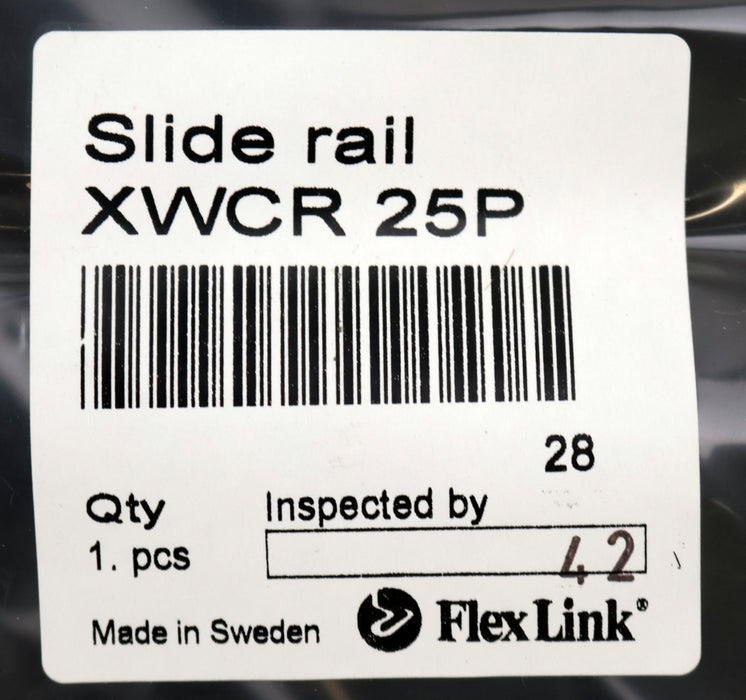 Slide rail
XWCR 25P
28
Qty
Inspected by
1. pcs
42
Made in Sweden
FlexLink®